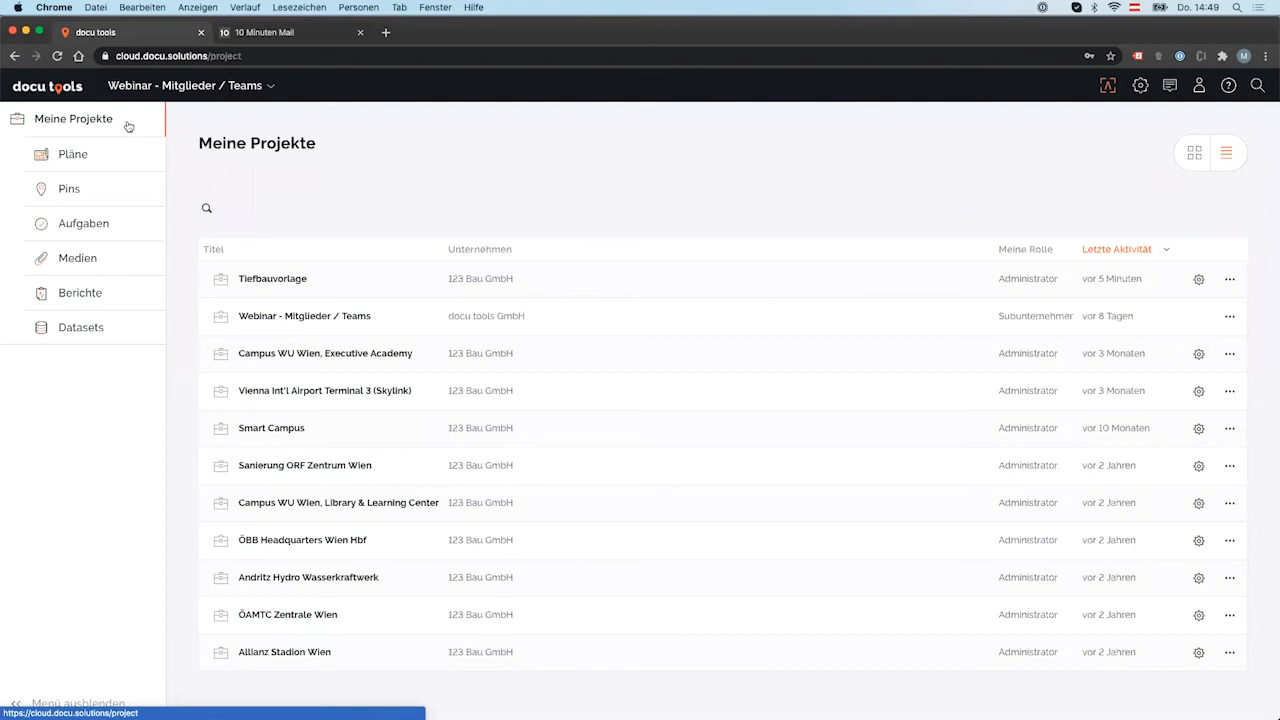 Chrome Datei Bearbeiten Anzeigen Verlauf Lesezeichen Personen Tab Fenster Hilfe Do. 14:49
docu tools 10 10 Minuten Mail
cloud.docu.solutions/project M
docu tools Webinar - Mitglieder / Teams
Meine Projekte
Pläne
Pins
Aufgaben
Medien
Berichte
Datasets
Menü ausblenden
https://cloud.docu.solutions/project
Meine Projekte
Titel Unternehmen Meine Rolle Letzte Aktivität
Tiefbauvorlage 123 Bau GmbH Administrator vor 5 Minuten
Webinar - Mitglieder / Teams docu tools GmbH Subunternehmer vor 8 Tagen
Campus WU Wien, Executive Academy 123 Bau GmbH Administrator vor 3 Monaten
Vienna Int'l Airport Terminal 3 (Skylink) 123 Bau GmbH Administrator vor 3 Monaten
Smart Campus 123 Bau GmbH Administrator vor 10 Monaten
Sanierung ORF Zentrum Wien 123 Bau GmbH Administrator vor 2 Jahren
Campus WU Wien, Library & Learning Center 123 Bau GmbH Administrator vor 2 Jahren
ÖBB Headquarters Wien Hbf 123 Bau GmbH Administrator vor 2 Jahren
Andritz Hydro Wasserkraftwerk 123 Bau GmbH Administrator vor 2 Jahren
ÖAMTC Zentrale Wien 123 Bau GmbH Administrator vor 2 Jahren
Allianz Stadion Wien 123 Bau GmbH Administrator vor 2 Jahren